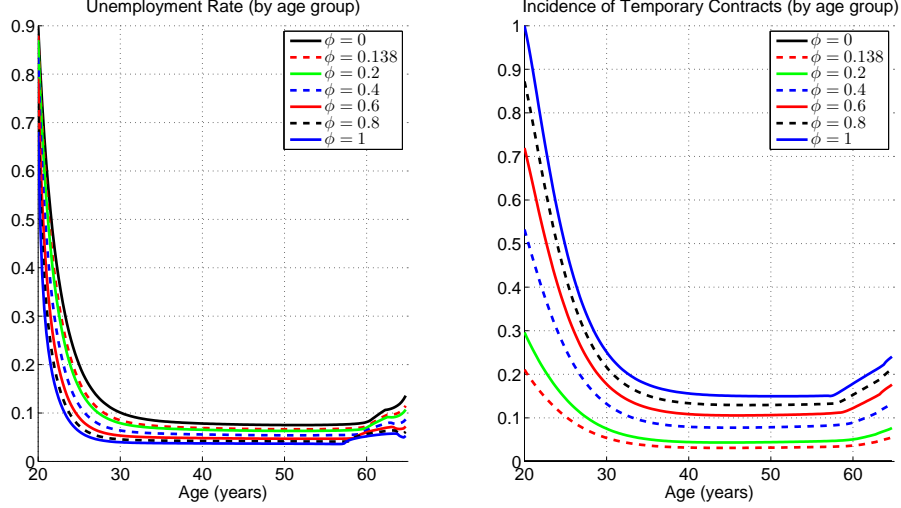 Unemployment Rate (by age group)
0.9
0.8
0.7
0.6
0.5
0.4
0.3
0.2
0.1
0
20
30
40
50
60
Age (years)
ϕ = 0
ϕ = 0.138
ϕ = 0.2
ϕ = 0.4
ϕ = 0.6
ϕ = 0.8
ϕ = 1
Incidence of Temporary Contracts (by age group)
1
0.9
0.8
0.7
0.6
0.5
0.4
0.3
0.2
0.1
0
20
30
40
50
60
Age (years)
ϕ = 0
ϕ = 0.138
ϕ = 0.2
ϕ = 0.4
ϕ = 0.6
ϕ = 0.8
ϕ = 1